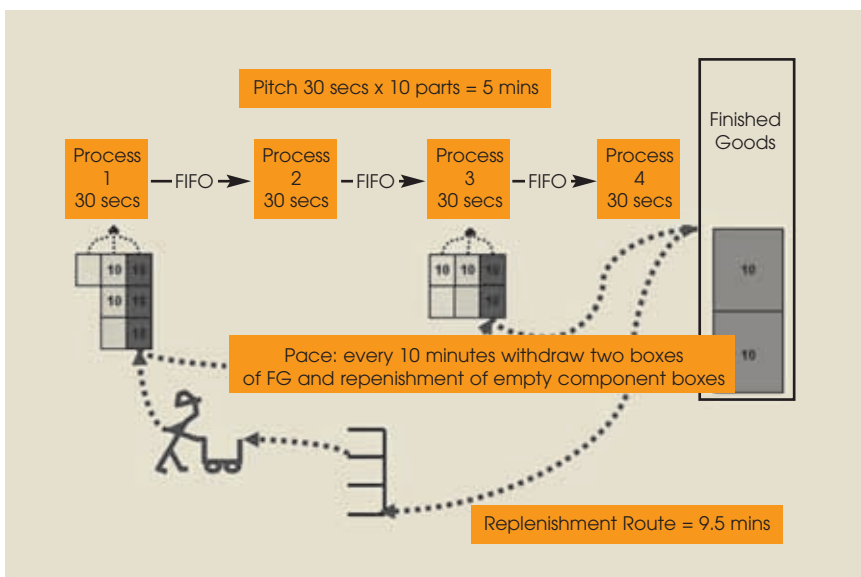 Pitch 30 secs x 10 parts = 5 mins
Finished
Goods
Process
1
30 secs
FIFO
Process
2
30 secs
FIFO
Process
3
30 secs
FIFO
Process
4
30 secs
10 10
10 10
10
10 10 10
10
10
10
Pace: every 10 minutes withdraw two boxes
of FG and repenishment of empty component boxes
Replenishment Route = 9.5 mins